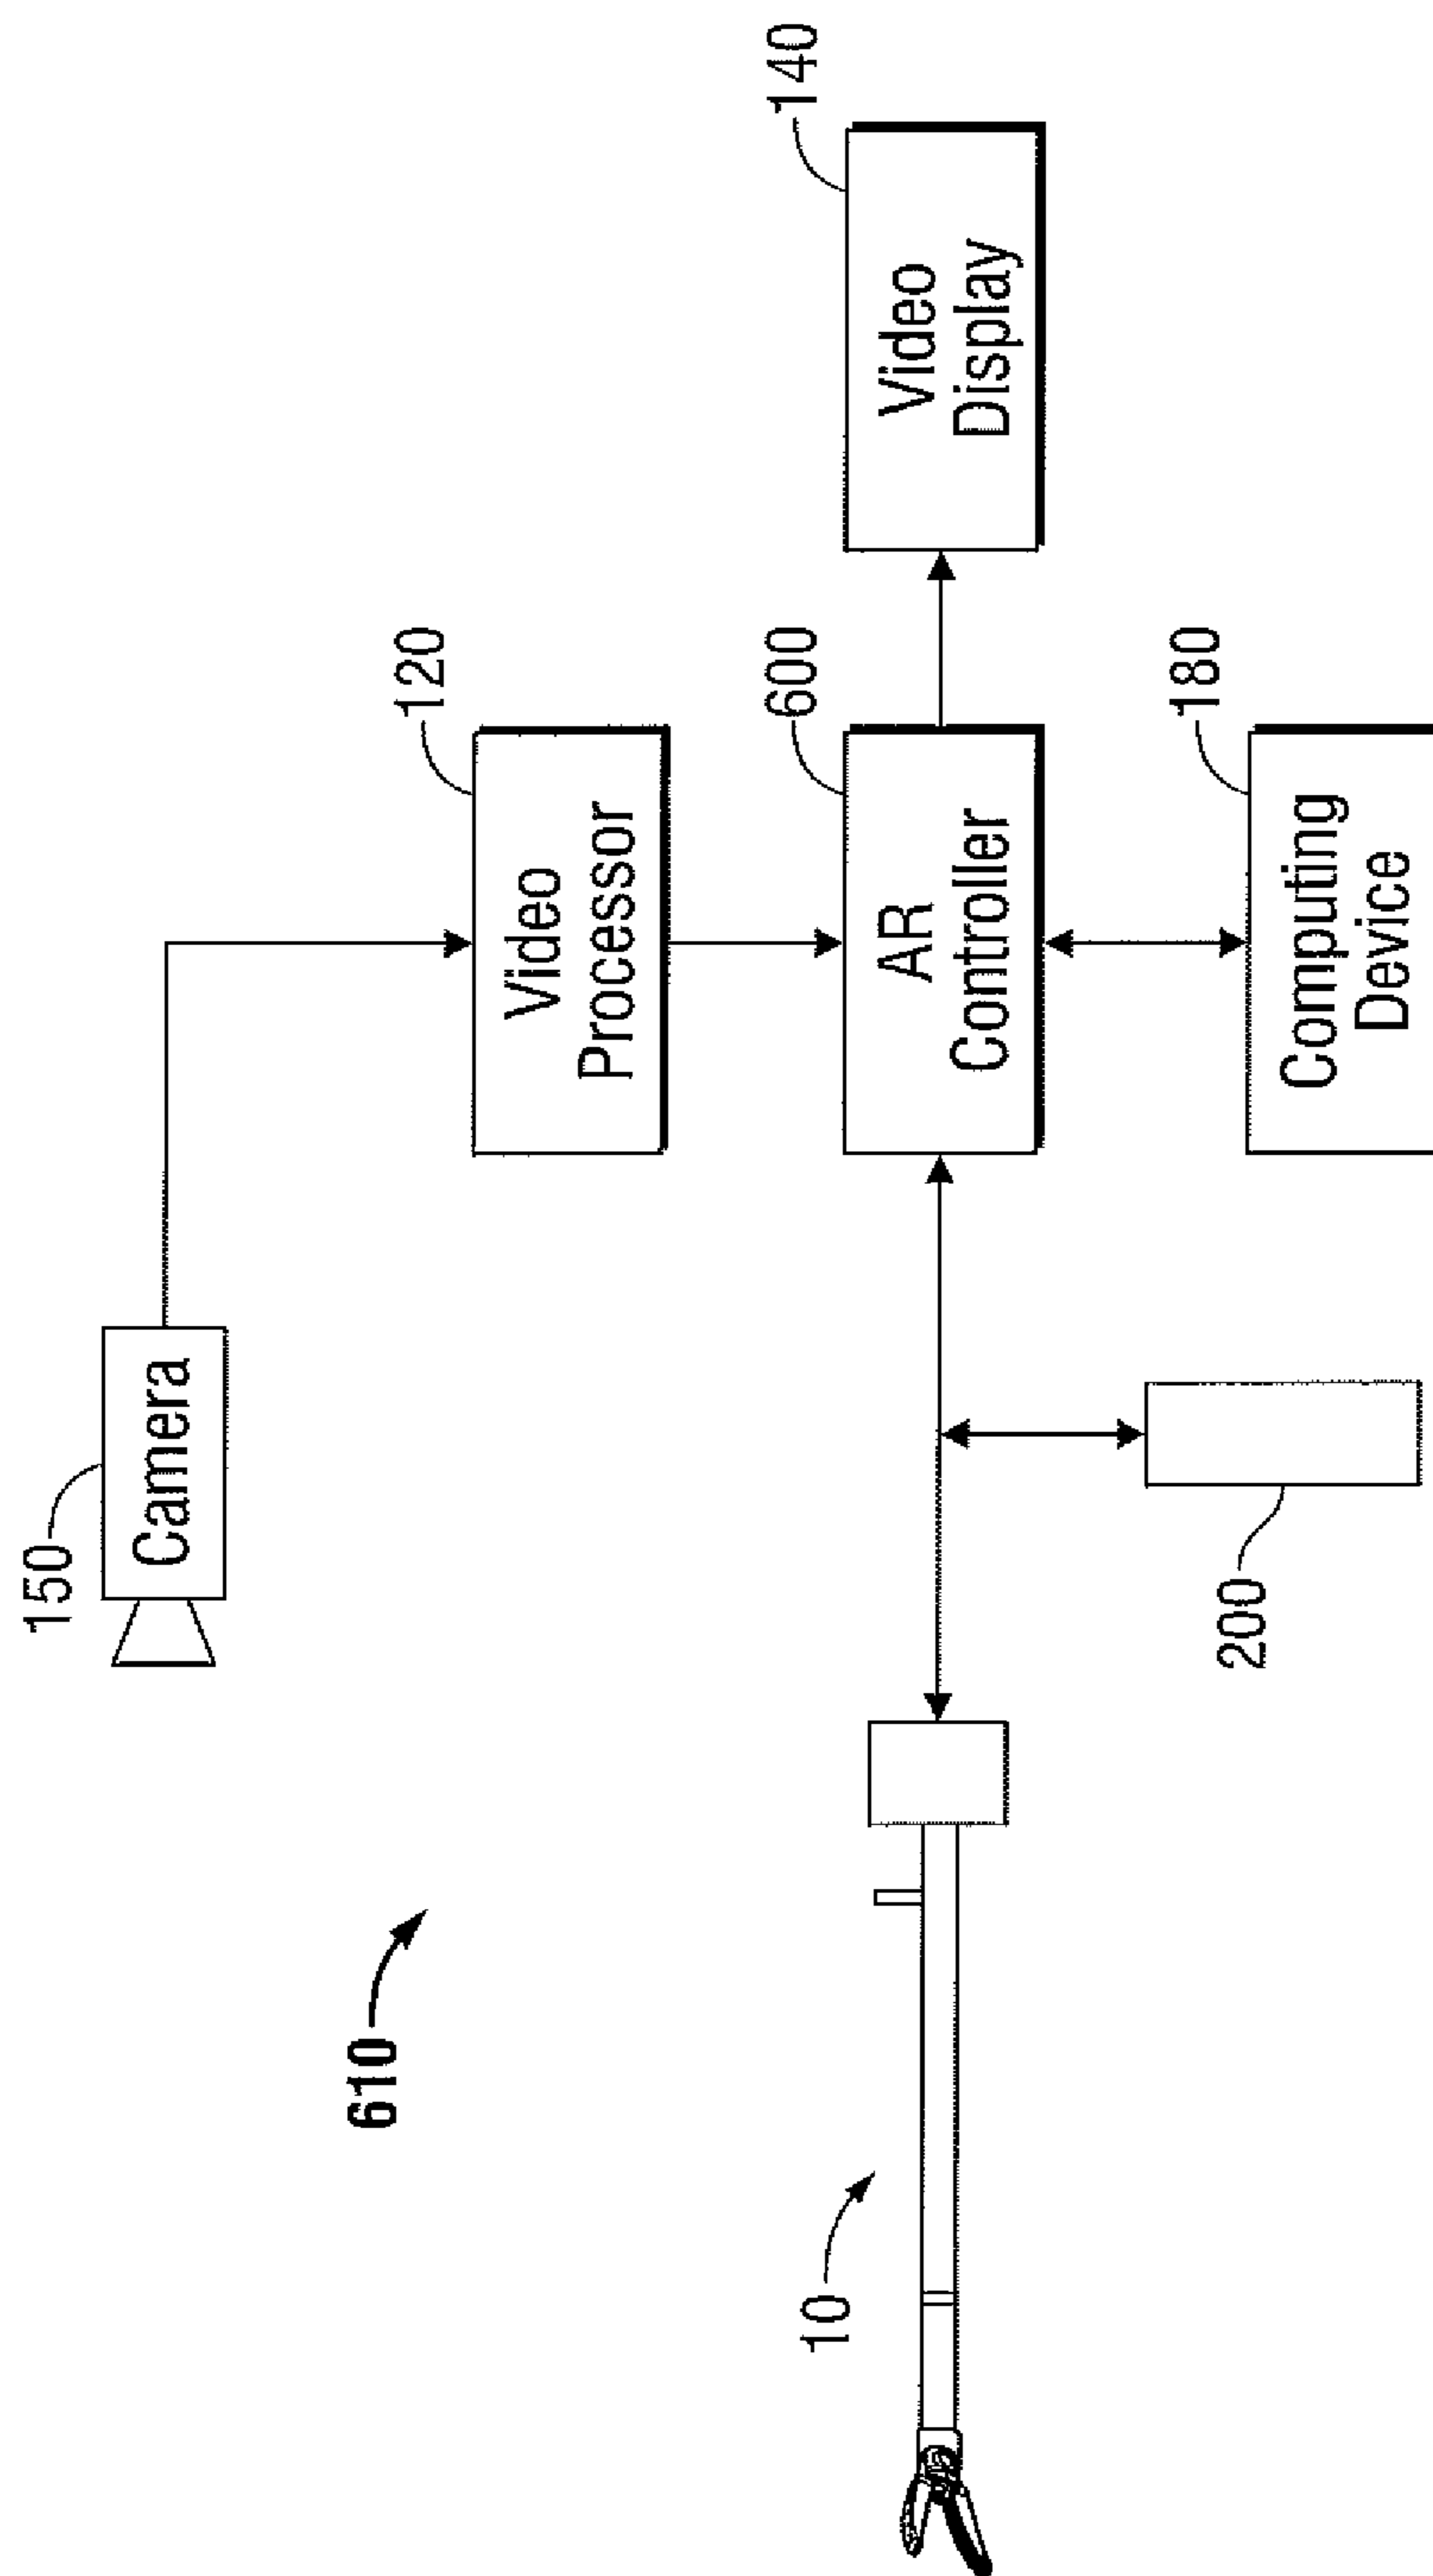 150
Camera
610
120
Video
Processor
10
600
AR
Controller
140
Video
Display
200
180
Computing
Device